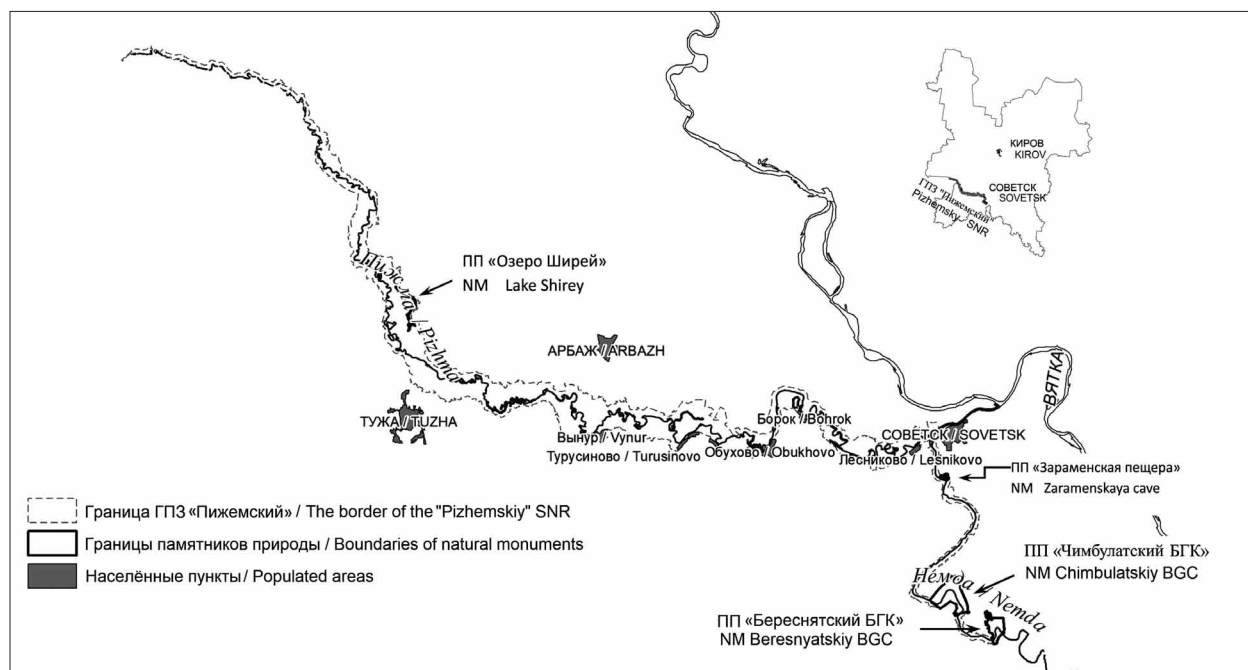 КИРОВ
KIROV
СОВЕТСК
SOVETSK
ГПЗ "Пижемский"
Pizhemsky SNR
ПП «Озеро Ширей»
NM Lake Shirey
Пижма / Pizhma
АРБАЖ / ARBAZH
ВЯТКА
ТУЖА / TUZHA
Борок / Bohrok
Вынур / Vynur
СОВЕТСК / SOVETSK
Турусиново / Turusinovo
Обухово / Obukhovo
Лесниково / Lesnikovo
ПП «Зараменская пещера»
NM Zaramenskaya cave
Граница ГПЗ «Пижемский» / The border of the "Pizhemskiy" SNR
Границы памятников природы / Boundaries of natural monuments
Населённые пункты / Populated areas
ПП «Чимбулатский БГК»
NM Chimbulatskiy BGC
Немда / Nemda
ПП «Береснятский БГК»
NM Beresnyatskiy BGC